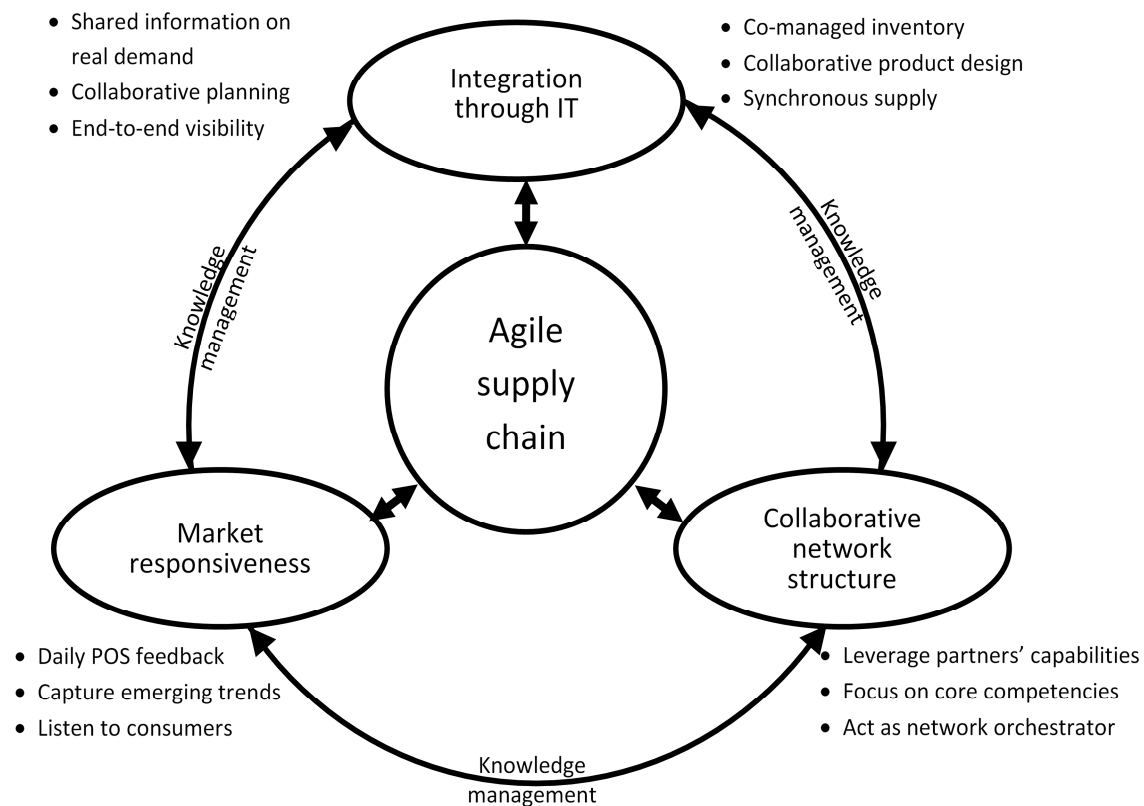 • Shared information on
real demand
• Collaborative planning
• End-to-end visibility
Integration
through IT
• Co-managed inventory
• Collaborative product design
• Synchronous supply
Knowledge
management
Knowledge
management
Agile
supply
chain
Market
responsiveness
Collaborative
network
structure
• Daily POS feedback
• Capture emerging trends
• Listen to consumers
• Leverage partners’ capabilities
• Focus on core competencies
• Act as network orchestrator
Knowledge
management